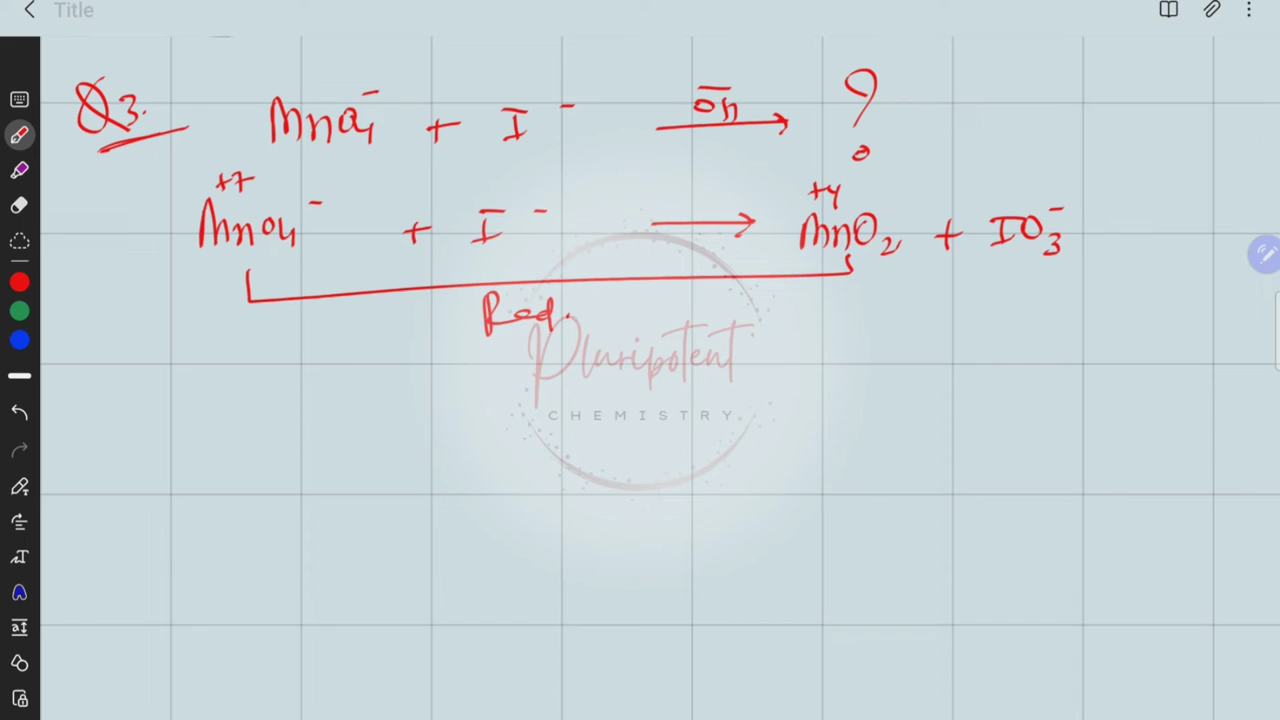 Title
Q3. MnO4⁻ + I⁻ —OH⁻→ ?
+7 +4
MnO4⁻ + I⁻ → MnO2 + IO3⁻
Red.
Pluripotent
CHEMISTRY